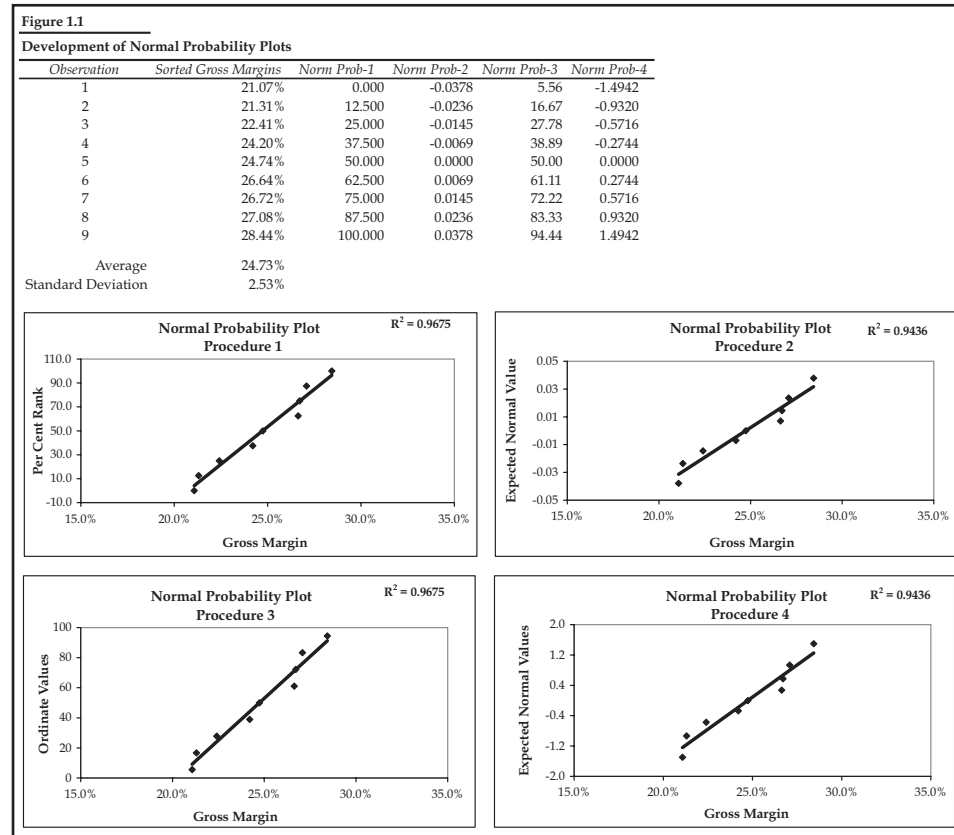 Figure 1.1
Development of Normal Probability Plots
Observation Sorted Gross Margins Norm Prob-1 Norm Prob-2 Norm Prob-3 Norm Prob-4
1 21.07% 0.000 -0.0378 5.56 -1.4942
2 21.31% 12.500 -0.0236 16.67 -0.9320
3 22.41% 25.000 -0.0145 27.78 -0.5716
4 24.20% 37.500 -0.0069 38.89 -0.2744
5 24.74% 50.000 0.0000 50.00 0.0000
6 26.64% 62.500 0.0069 61.11 0.2744
7 26.72% 75.000 0.0145 72.22 0.5716
8 27.08% 87.500 0.0236 83.33 0.9320
9 28.44% 100.000 0.0378 94.44 1.4942
Average 24.73%
Standard Deviation 2.53%
Normal Probability Plot
Procedure 1
R² = 0.9675
Per Cent Rank
110.0
90.0
70.0
50.0
30.0
10.0
-10.0
15.0% 20.0% 25.0% 30.0% 35.0%
Gross Margin
Normal Probability Plot
Procedure 2
R² = 0.9436
Expected Normal Value
0.05
0.03
0.01
-0.01
-0.03
-0.05
15.0% 20.0% 25.0% 30.0% 35.0%
Gross Margin
Normal Probability Plot
Procedure 3
R² = 0.9675
Ordinate Values
100
80
60
40
20
0
15.0% 20.0% 25.0% 30.0% 35.0%
Gross Margin
Normal Probability Plot
Procedure 4
R² = 0.9436
Expected Normal Values
2.0
1.2
0.4
-0.4
-1.2
-2.0
15.0% 20.0% 25.0% 30.0% 35.0%
Gross Margin